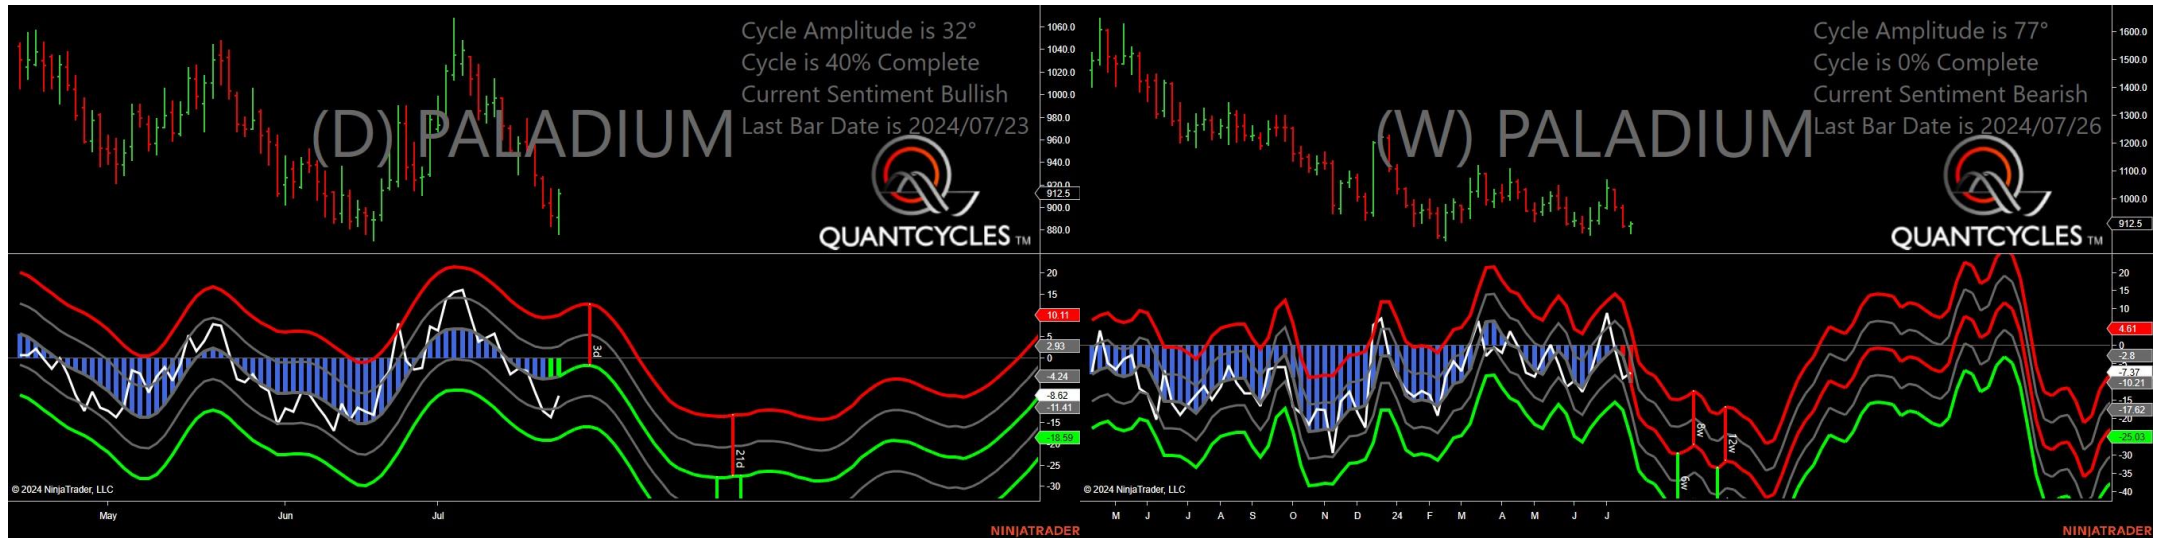 Cycle Amplitude is 32°
Cycle is 40% Complete
Current Sentiment Bullish
Last Bar Date is 2024/07/23
(D) PALADIUM
QUANTCYCLES TM
1060.0
1040.0
1020.0
1000.0
980.0
960.0
940.0
920.0
912.5
900.0
880.0
20
15
10.11
5
2.93
0
-4.24
-8.62
-11.41
-15
-18.59
-25
-30
3d
21d
© 2024 NinjaTrader, LLC
May
Jun
Jul
NINJATRADER
Cycle Amplitude is 77°
Cycle is 0% Complete
Current Sentiment Bearish
Last Bar Date is 2024/07/26
(W) PALADIUM
QUANTCYCLES TM
1600.0
1500.0
1400.0
1300.0
1200.0
1100.0
1000.0
912.5
20
15
10
4.61
0
-2.8
-7.37
-10.21
-15
-17.62
-20
-25.03
-30
-35
-40
8w
12w
6w
© 2024 NinjaTrader, LLC
M J J A S O N D 24 F M A M J J
NINJATRADER